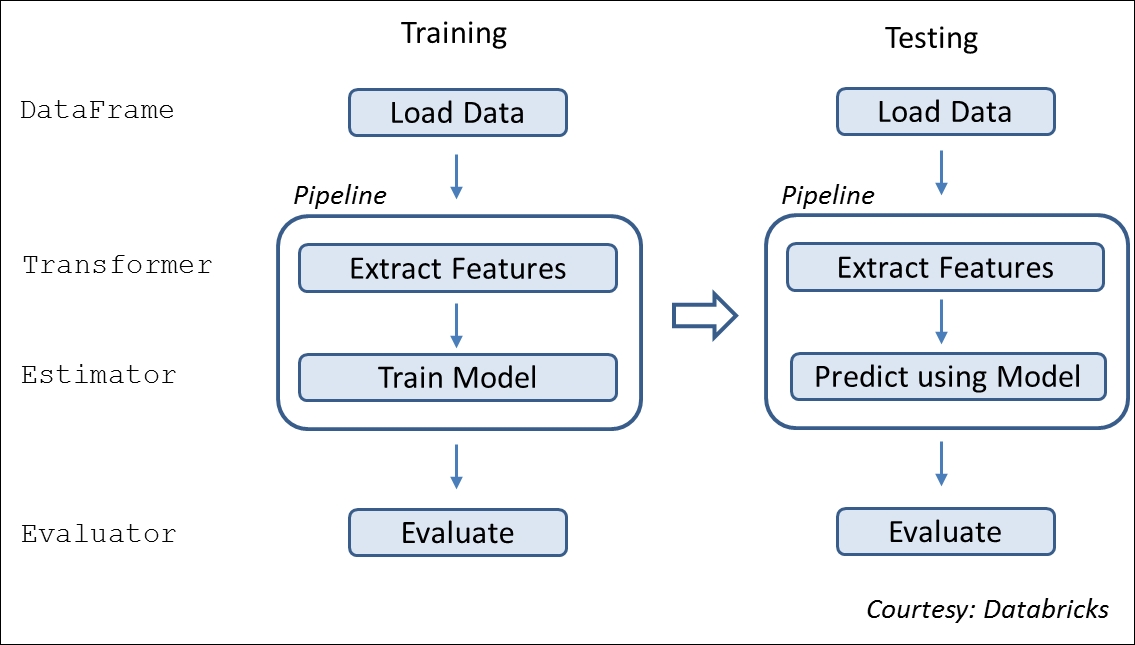 Training
Testing
DataFrame
Load Data
Load Data
Pipeline
Pipeline
Transformer
Extract Features
Extract Features
Estimator
Train Model
Predict using Model
Evaluator
Evaluate
Evaluate
Courtesy: Databricks